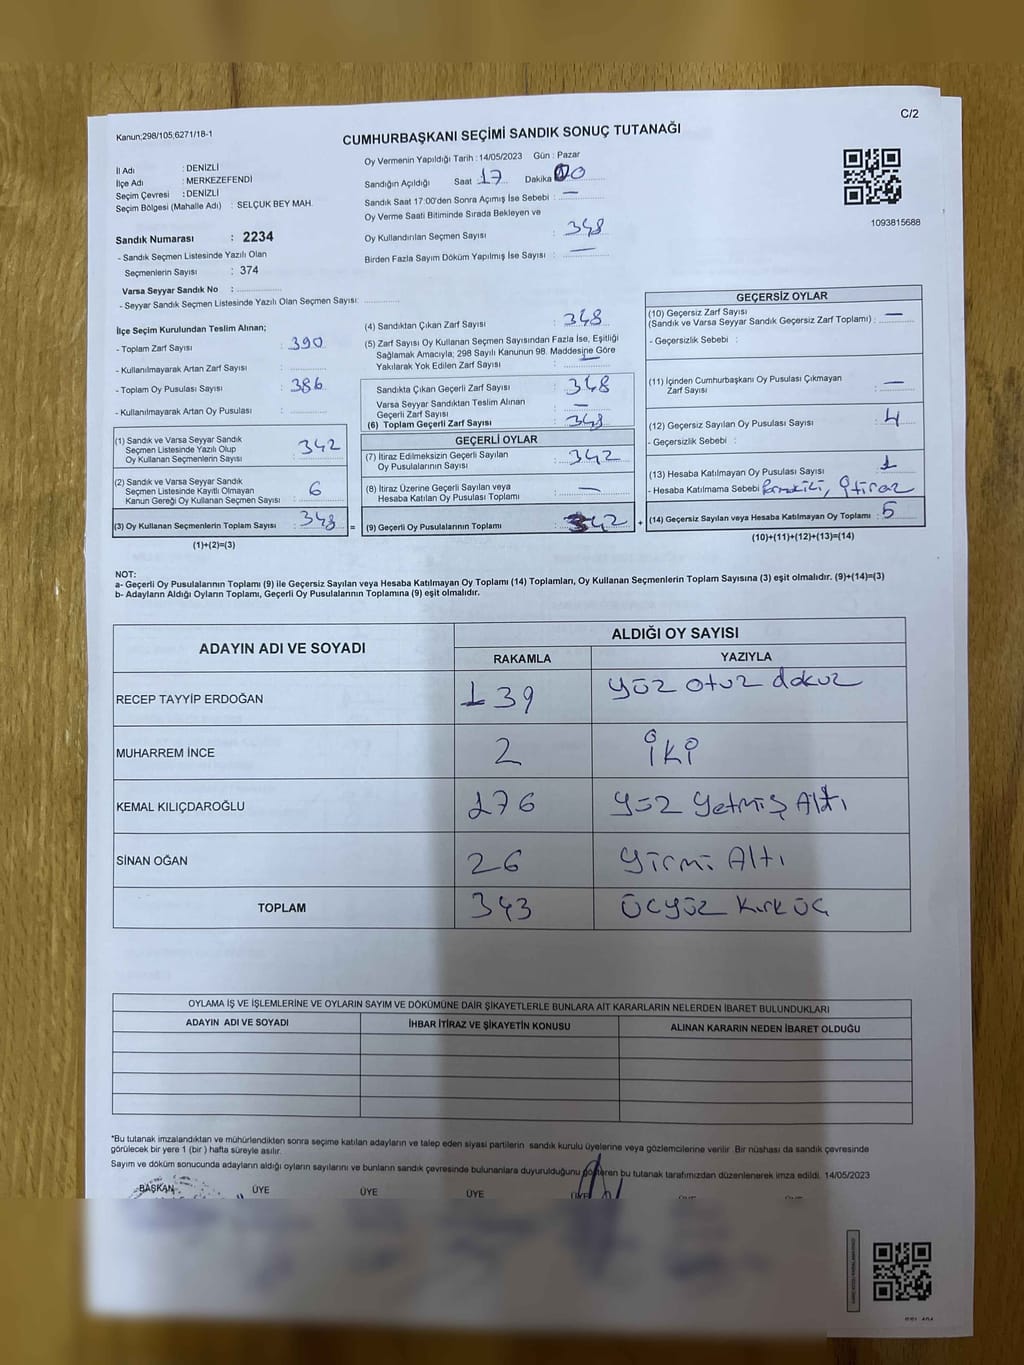 C/2
Kanun;298/105;6271/18-1
CUMHURBAŞKANI SEÇİMİ SANDIK SONUÇ TUTANAĞI
İl Adı : DENİZLİ
İlçe Adı : MERKEZEFENDİ
Seçim Çevresi : DENİZLİ
Seçim Bölgesi (Mahalle Adı) : SELÇUK BEY MAH.
Sandık Numarası : 2234
- Sandık Seçmen Listesinde Yazılı Olan
Seçmenlerin Sayısı : 374
Varsa Seyyar Sandık No :
- Seyyar Sandık Seçmen Listesinde Yazılı Olan Seçmen Sayısı:
Oy Vermenin Yapıldığı Tarih : 14/05/2023 Gün : Pazar
Sandığın Açıldığı Saat 17 Dakika 00
Sandık Saat 17:00'den Sonra Açımış İse Sebebi : —
Oy Verme Saati Bitiminde Sırada Bekleyen ve
Oy Kullandırılan Seçmen Sayısı : 348
Birden Fazla Sayım Döküm Yapılmış İse Sayısı : —
1093815688
İlçe Seçim Kurulundan Teslim Alınan;
- Toplam Zarf Sayısı : 390
- Kullanılmayarak Artan Zarf Sayısı :
- Toplam Oy Pusulası Sayısı : 386
- Kullanılmayarak Artan Oy Pusulası :
(1) Sandık ve Varsa Seyyar Sandık
Seçmen Listesinde Yazılı Olup
Oy Kullanan Seçmenlerin Sayısı : 342
(2) Sandık ve Varsa Seyyar Sandık
Seçmen Listesinde Kayıtlı Olmayan
Kanun Gereği Oy Kullanan Seçmen Sayısı : 6
(3) Oy Kullanan Seçmenlerin Toplam Sayısı : 348 =
(1)+(2)=(3)
(4) Sandıktan Çıkan Zarf Sayısı : 348
(5) Zarf Sayısı Oy Kullanan Seçmen Sayısından Fazla İse, Eşitliği
Sağlamak Amacıyla; 298 Sayılı Kanunun 98. Maddesine Göre
Yakılarak Yok Edilen Zarf Sayısı :
Sandıkta Çıkan Geçerli Zarf Sayısı : 348
Varsa Seyyar Sandıktan Teslim Alınan
Geçerli Zarf Sayısı : —
(6) Toplam Geçerli Zarf Sayısı : 348
GEÇERLİ OYLAR
(7) İtiraz Edilmeksizin Geçerli Sayılan
Oy Pusulalarının Sayısı : 342
(8) İtiraz Üzerine Geçerli Sayılan veya
Hesaba Katılan Oy Pusulası Toplamı : —
(9) Geçerli Oy Pusulalarının Toplamı : 342 +
GEÇERSİZ OYLAR
(10) Geçersiz Zarf Sayısı
(Sandık ve Varsa Seyyar Sandık Geçersiz Zarf Toplamı) : —
- Geçersizlik Sebebi :
(11) İçinden Cumhurbaşkanı Oy Pusulası Çıkmayan
Zarf Sayısı : —
(12) Geçersiz Sayılan Oy Pusulası Sayısı : 4
- Geçersizlik Sebebi :
(13) Hesaba Katılmayan Oy Pusulası Sayısı : 1
- Hesaba Katılmama Sebebi : itiraz
(14) Geçersiz Sayılan veya Hesaba Katılmayan Oy Toplamı : 5
(10)+(11)+(12)+(13)=(14)
NOT:
a- Geçerli Oy Pusulalarının Toplamı (9) ile Geçersiz Sayılan veya Hesaba Katılmayan Oy Toplamı (14) Toplamları, Oy Kullanan Seçmenlerin Toplam Sayısına (3) eşit olmalıdır. (9)+(14)=(3)
b- Adayların Aldığı Oyların Toplamı, Geçerli Oy Pusulalarının Toplamına (9) eşit olmalıdır.
ADAYIN ADI VE SOYADI
ALDIĞI OY SAYISI
RAKAMLA YAZIYLA
RECEP TAYYİP ERDOĞAN 139 yüz otuz dokuz
MUHARREM İNCE 2 iki
KEMAL KILIÇDAROĞLU 176 yüz yetmiş Altı
SİNAN OĞAN 26 yirmi Altı
TOPLAM 343 üçyüz kırk üç
OYLAMA İŞ VE İŞLEMLERİNE VE OYLARIN SAYIM VE DÖKÜMÜNE DAİR ŞİKAYETLERLE BUNLARA AİT KARARLARIN NELERDEN İBARET BULUNDUKLARI
ADAYIN ADI VE SOYADI İHBAR İTİRAZ VE ŞİKAYETİN KONUSU ALINAN KARARIN NEDEN İBARET OLDUĞU
*Bu tutanak imzalandıktan ve mühürlendikten sonra seçime katılan adayların ve talep eden siyasi partilerin sandık kurulu üyelerine veya gözlemcilerine verilir. Bir nüshası da sandık çevresinde
görülecek bir yere 1 (bir) hafta süreyle asılır.
Sayım ve döküm sonucunda adayların aldığı oyların sayılarını ve bunların sandık çevresinde bulunanlara duyurulduğunu gösteren bu tutanak tarafımızdan düzenlenerek imza edildi. 14/05/2023
BAŞKAN ÜYE ÜYE ÜYE ÜYE